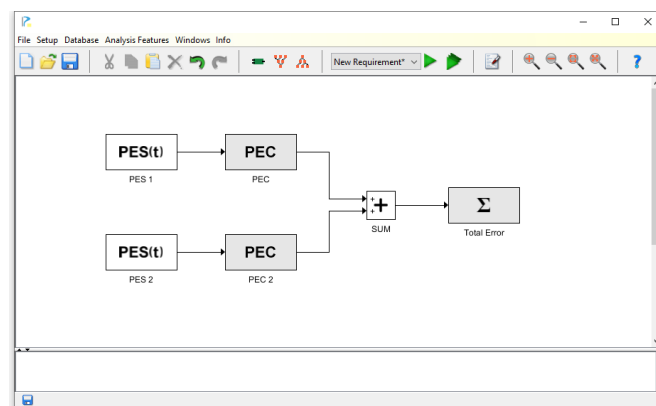 File Setup Database Analysis Features Windows Info
New Requirement*
?
PES(t)
PEC
PES 1
PEC
+
+
+
SUM
Σ
Total Error
PES(t)
PEC
PES 2
PEC 2